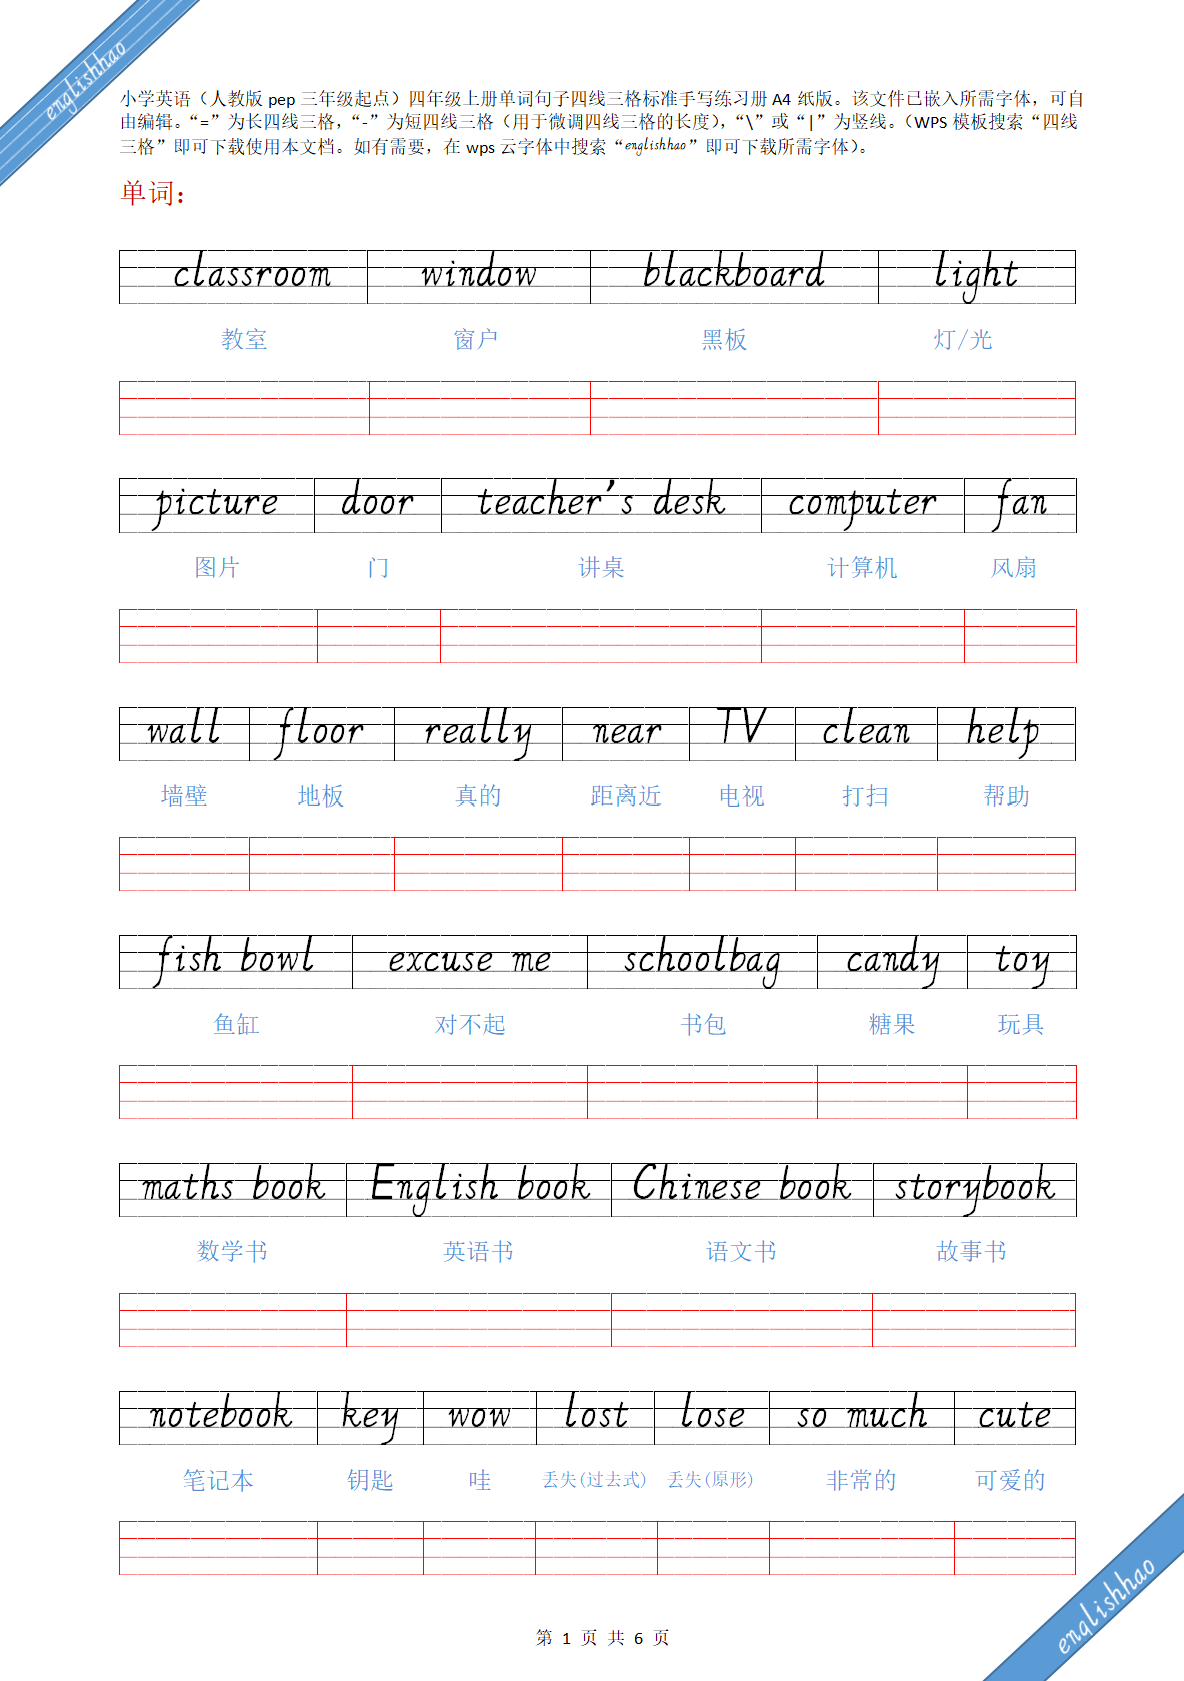 englishhao
小学英语（人教版 pep 三年级起点）四年级上册单词句子四线三格标准手写练习册 A4 纸版。该文件已嵌入所需字体，可自
由编辑。“=”为长四线三格，“-”为短四线三格（用于微调四线三格的长度），“\”或“|”为竖线。（WPS 模板搜索“四线
三格”即可下载使用本文档。如有需要，在 wps 云字体中搜索“englishhao”即可下载所需字体）。
单词：
classroom window blackboard light
教室 窗户 黑板 灯/光
picture door teacher's desk computer fan
图片 门 讲桌 计算机 风扇
wall floor really near TV clean help
墙壁 地板 真的 距离近 电视 打扫 帮助
fish bowl excuse me schoolbag candy toy
鱼缸 对不起 书包 糖果 玩具
maths book English book Chinese book storybook
数学书 英语书 语文书 故事书
notebook key wow lost lose so much cute
笔记本 钥匙 哇 丢失(过去式) 丢失(原形) 非常的 可爱的
englishhao
第 1 页 共 6 页